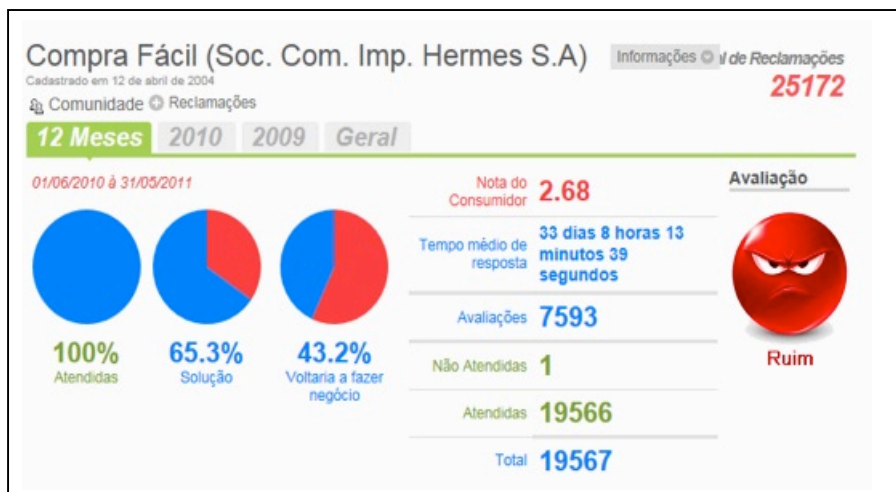 Compra Fácil (Soc. Com. Imp. Hermes S.A)
Informações
l de Reclamações
25172
Cadastrado em 12 de abril de 2004
Comunidade Reclamações
12 Meses 2010 2009 Geral
01/06/2010 à 31/05/2011
100%
Atendidas
65.3%
Solução
43.2%
Voltaria a fazer
negócio
Nota do
Consumidor
2.68
Tempo médio de
resposta
33 dias 8 horas 13
minutos 39
segundos
Avaliações 7593
Não Atendidas 1
Atendidas 19566
Total 19567
Avaliação
Ruim